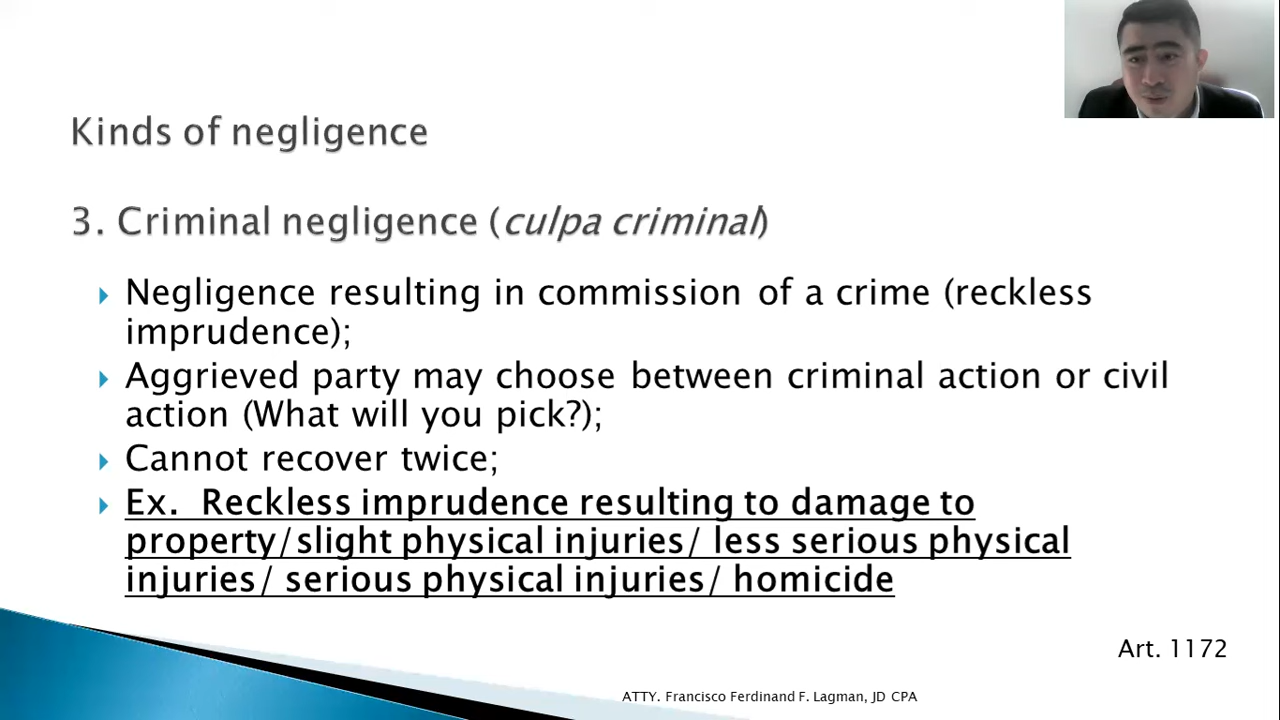 Kinds of negligence
3. Criminal negligence (culpa criminal)
Negligence resulting in commission of a crime (reckless
imprudence);
Aggrieved party may choose between criminal action or civil
action (What will you pick?);
Cannot recover twice;
Ex. Reckless imprudence resulting to damage to
property/slight physical injuries/ less serious physical
injuries/ serious physical injuries/ homicide
Art. 1172
ATTY. Francisco Ferdinand F. Lagman, JD CPA